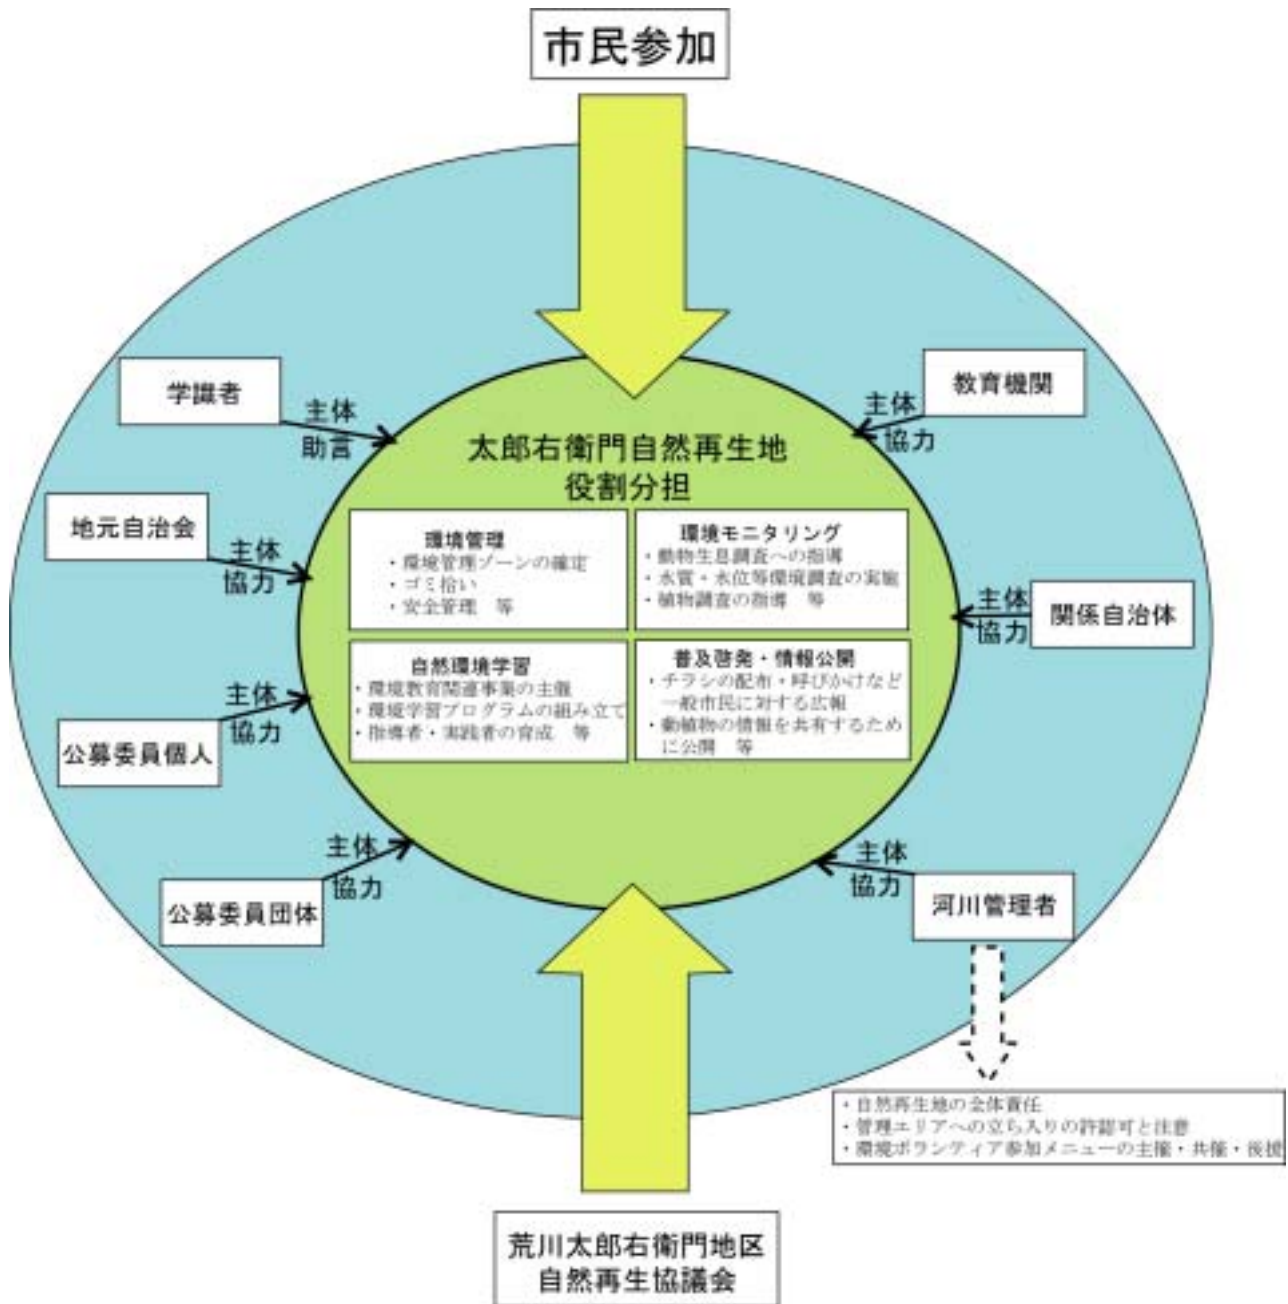 市民参加
学識者
主体
助言
教育機関
主体
協力
太郎右衛門自然再生地
役割分担
地元自治会
主体
協力
環境管理
・環境管理ゾーンの確定
・ゴミ拾い
・安全管理 等
環境モニタリング
・動物生息調査への指導
・水質・水位等環境調査の実施
・植物調査の指導 等
関係自治体
主体
協力
自然環境学習
・環境教育関連事業の主催
・環境学習プログラムの組み立て
・指導者・実践者の育成 等
普及啓発・情報公開
・チラシの配布・呼びかけなど
一般市民に対する広報
・動植物の情報を共有するため
に公開 等
公募委員個人
主体
協力
公募委員団体
主体
協力
河川管理者
主体
協力
・自然再生地の全体責任
・管理エリアへの立ち入りの許認可と注意
・環境ボランティア参加メニューの主催・共催・後援
荒川太郎右衛門地区
自然再生協議会